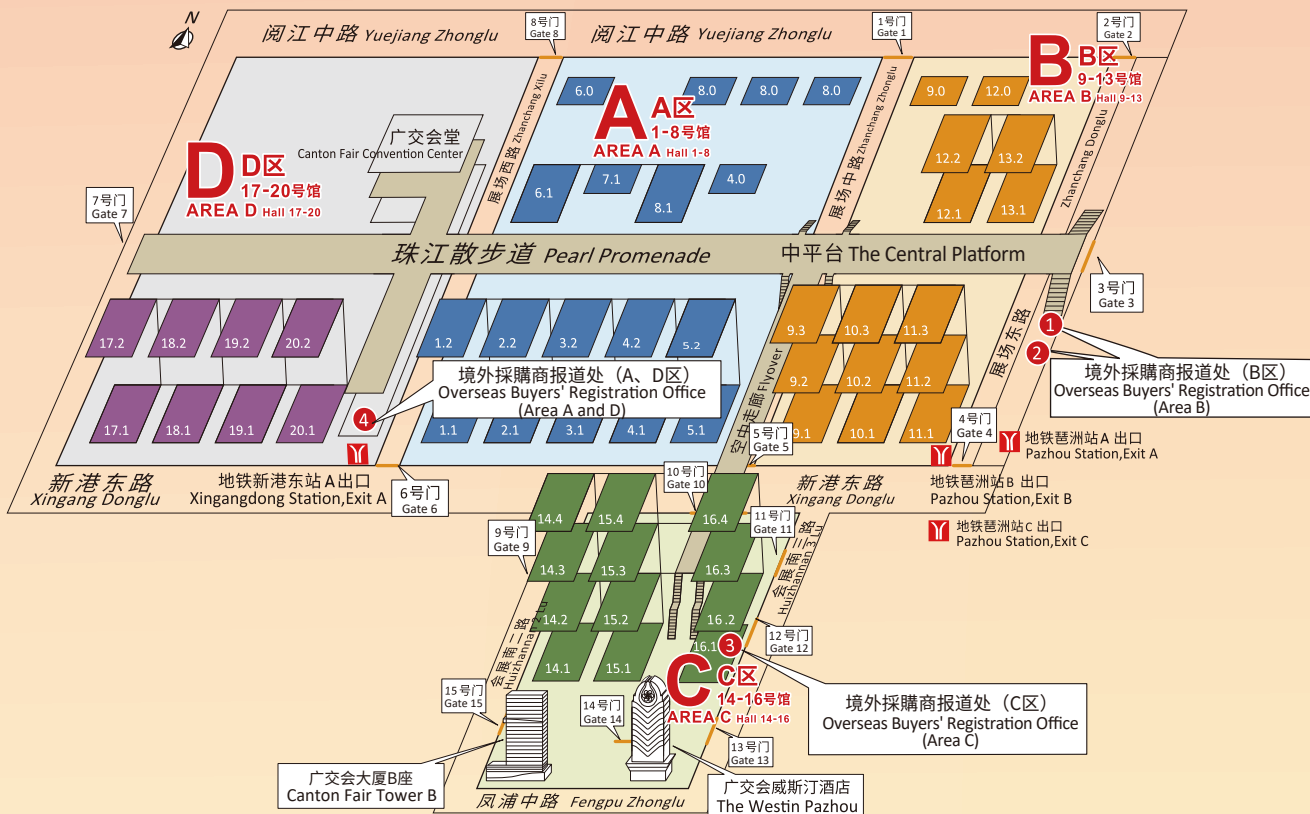 N
阅江中路 Yuejiang Zhonglu
8号门
Gate 8
阅江中路 Yuejiang Zhonglu
1号门
Gate 1
2号门
Gate 2
B
B区
9-13号馆
AREA B Hall 9-13
A
A区
1-8号馆
AREA A Hall 1-8
D
D区
17-20号馆
AREA D Hall 17-20
广交会堂
Canton Fair Convention Center
展场西路 Zhanchang Xilu
展场中路 Zhanchang Zhonglu
Zhanchang Donglu
展场东路
6.0
8.0
8.0
8.0
9.0
12.0
12.2
13.2
12.1
13.1
6.1
7.1
8.1
4.0
7号门
Gate 7
珠江散步道 Pearl Promenade
中平台 The Central Platform
3号门
Gate 3
17.2
18.2
19.2
20.2
1.2
2.2
3.2
4.2
5.2
9.3
10.3
11.3
9.2
10.2
11.2
17.1
18.1
19.1
20.1
1.1
2.1
3.1
4.1
5.1
9.1
10.1
11.1
1
2
境外採購商报道处（B区）
Overseas Buyers' Registration Office
(Area B)
境外採購商报道处（A、D区）
Overseas Buyers' Registration Office
(Area A and D)
4
空中走廊 Flyover
5号门
Gate 5
4号门
Gate 4
地铁琶洲站A 出口
Pazhou Station,Exit A
地铁琶洲站B 出口
Pazhou Station,Exit B
地铁琶洲站C 出口
Pazhou Station,Exit C
新港东路
Xingang Donglu
地铁新港东站A出口
Xingangdong Station,Exit A
6号门
Gate 6
10号门
Gate 10
新港东路
Xingang Donglu
11号门
Gate 11
9号门
Gate 9
14.4
15.4
16.4
14.3
15.3
16.3
14.2
15.2
16.2
14.1
15.1
16.1
会展南二路
Huizhannan 2 Lu
会展南三路
Huizhannan 3 Lu
12号门
Gate 12
3
C
C区
14-16号馆
AREA C Hall 14-16
境外採購商报道处（C区）
Overseas Buyers' Registration Office
(Area C)
15号门
Gate 15
14号门
Gate 14
13号门
Gate 13
广交会大厦B座
Canton Fair Tower B
广交会威斯汀酒店
The Westin Pazhou
凤浦中路 Fengpu Zhonglu